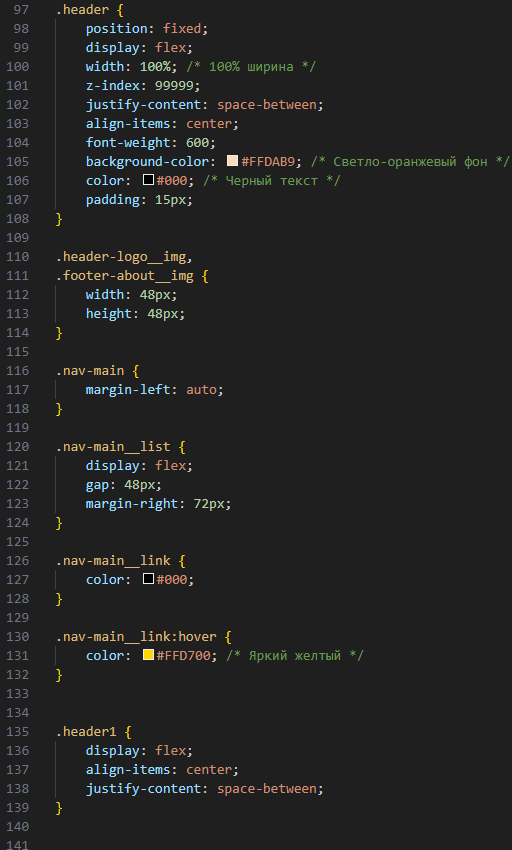 97 .header {
98 position: fixed;
99 display: flex;
100 width: 100%; /* 100% ширина */
101 z-index: 99999;
102 justify-content: space-between;
103 align-items: center;
104 font-weight: 600;
105 background-color: #FFDAB9; /* Светло-оранжевый фон */
106 color: #000; /* Черный текст */
107 padding: 15px;
108 }
109
110 .header-logo__img,
111 .footer-about__img {
112 width: 48px;
113 height: 48px;
114 }
115
116 .nav-main {
117 margin-left: auto;
118 }
119
120 .nav-main__list {
121 display: flex;
122 gap: 48px;
123 margin-right: 72px;
124 }
125
126 .nav-main__link {
127 color: #000;
128 }
129
130 .nav-main__link:hover {
131 color: #FFD700; /* Яркий желтый */
132 }
133
134
135 .header1 {
136 display: flex;
137 align-items: center;
138 justify-content: space-between;
139 }
140
141